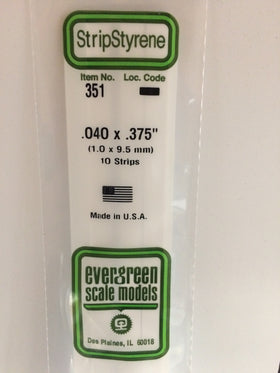 StripStyrene
Item No. Loc. Code
351
.040 x .375"
(1.0 x 9.5 mm)
10 Strips
Made in U.S.A.
evergreen
scale models
Des Plaines, IL 60018